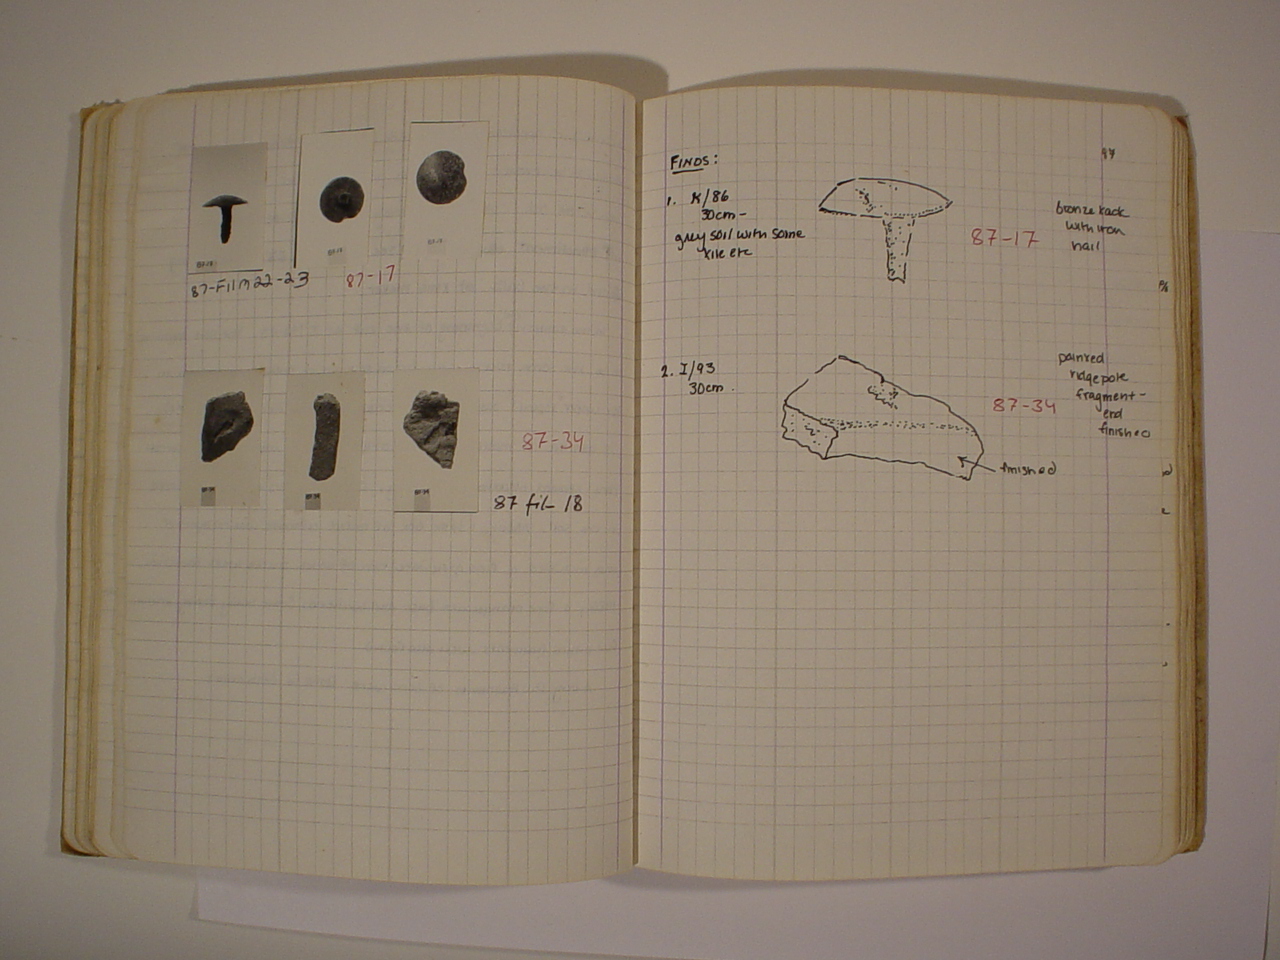 87-Film 22-23
87-17
87-34
87 fil- 18
97
FINDS:
1. K/86
30cm-
grey soil with some
tile etc
87-17
bronze tack
with iron
nail
2. I/93
30cm.
87-34
painted
ridgepole
fragment-
end
finished
finished